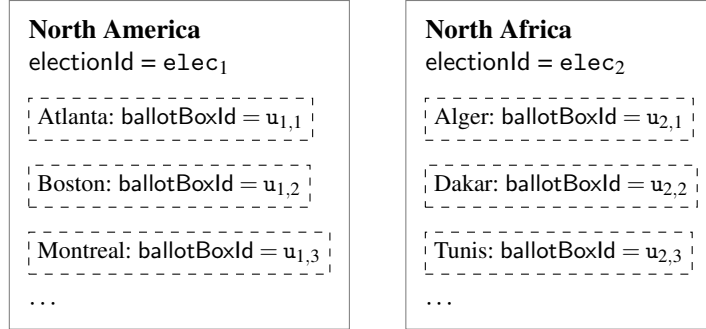 North America
electionId = elec₁
Atlanta: ballotBoxId = u₁,₁
Boston: ballotBoxId = u₁,₂
Montreal: ballotBoxId = u₁,₃
...
North Africa
electionId = elec₂
Alger: ballotBoxId = u₂,₁
Dakar: ballotBoxId = u₂,₂
Tunis: ballotBoxId = u₂,₃
...